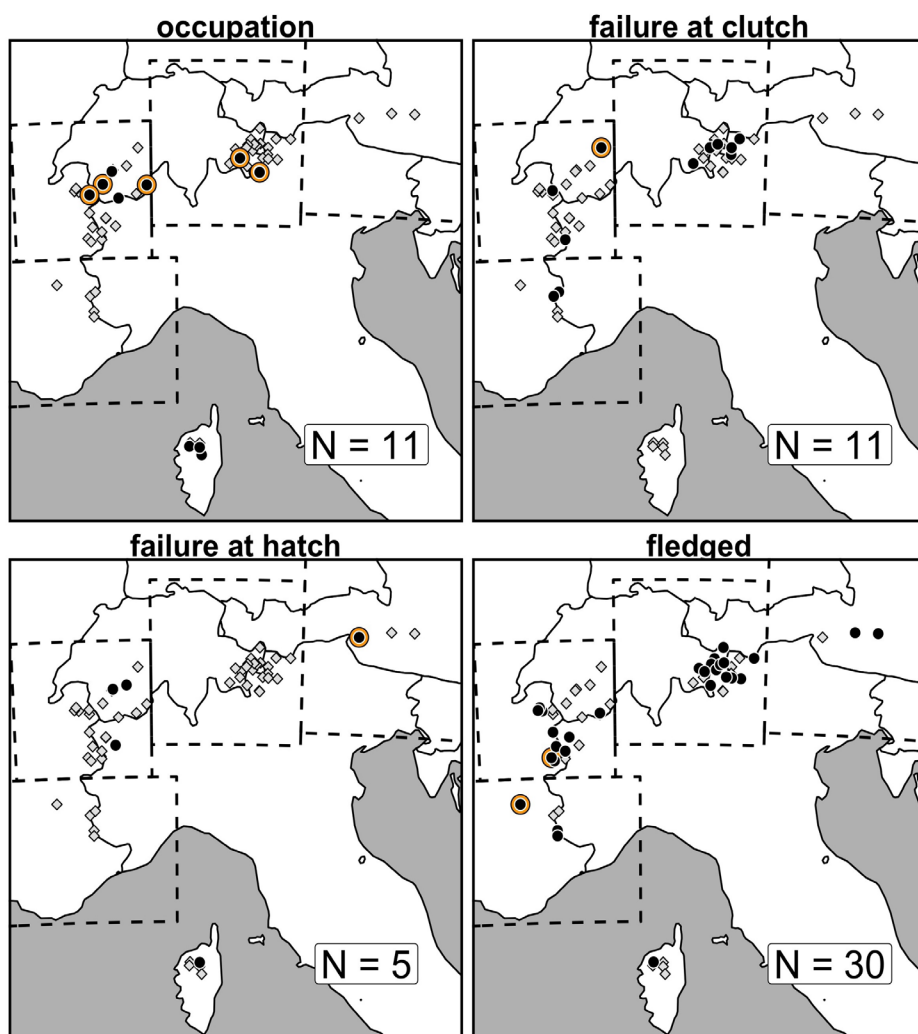 occupation
failure at clutch
N = 11
N = 11
failure at hatch
fledged
N = 5
N = 30